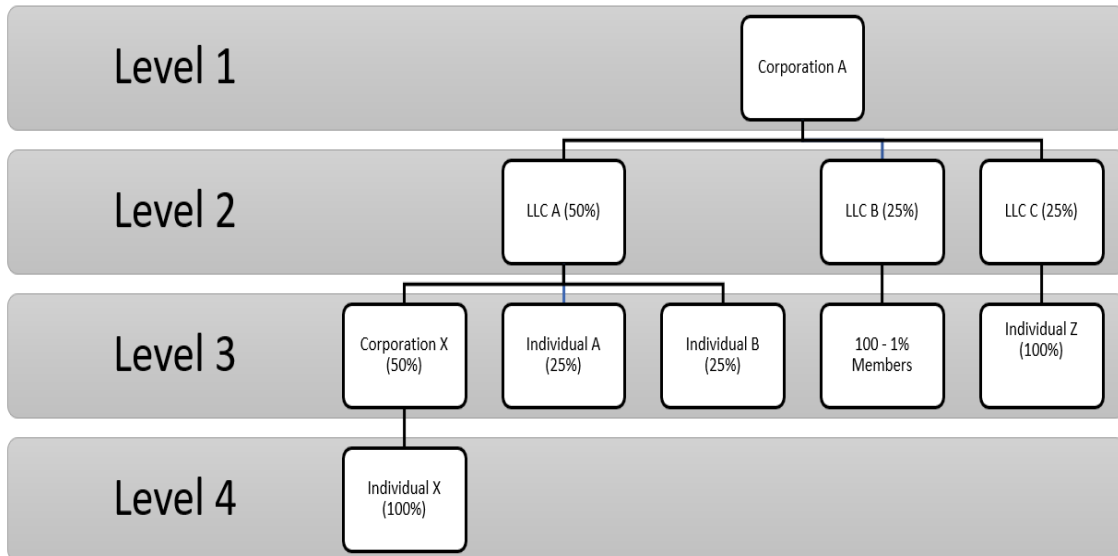 Level 1
Corporation A
Level 2
LLC A (50%)
LLC B (25%)
LLC C (25%)
Level 3
Corporation X
(50%)
Individual A
(25%)
Individual B
(25%)
100 - 1%
Members
Individual Z
(100%)
Level 4
Individual X
(100%)